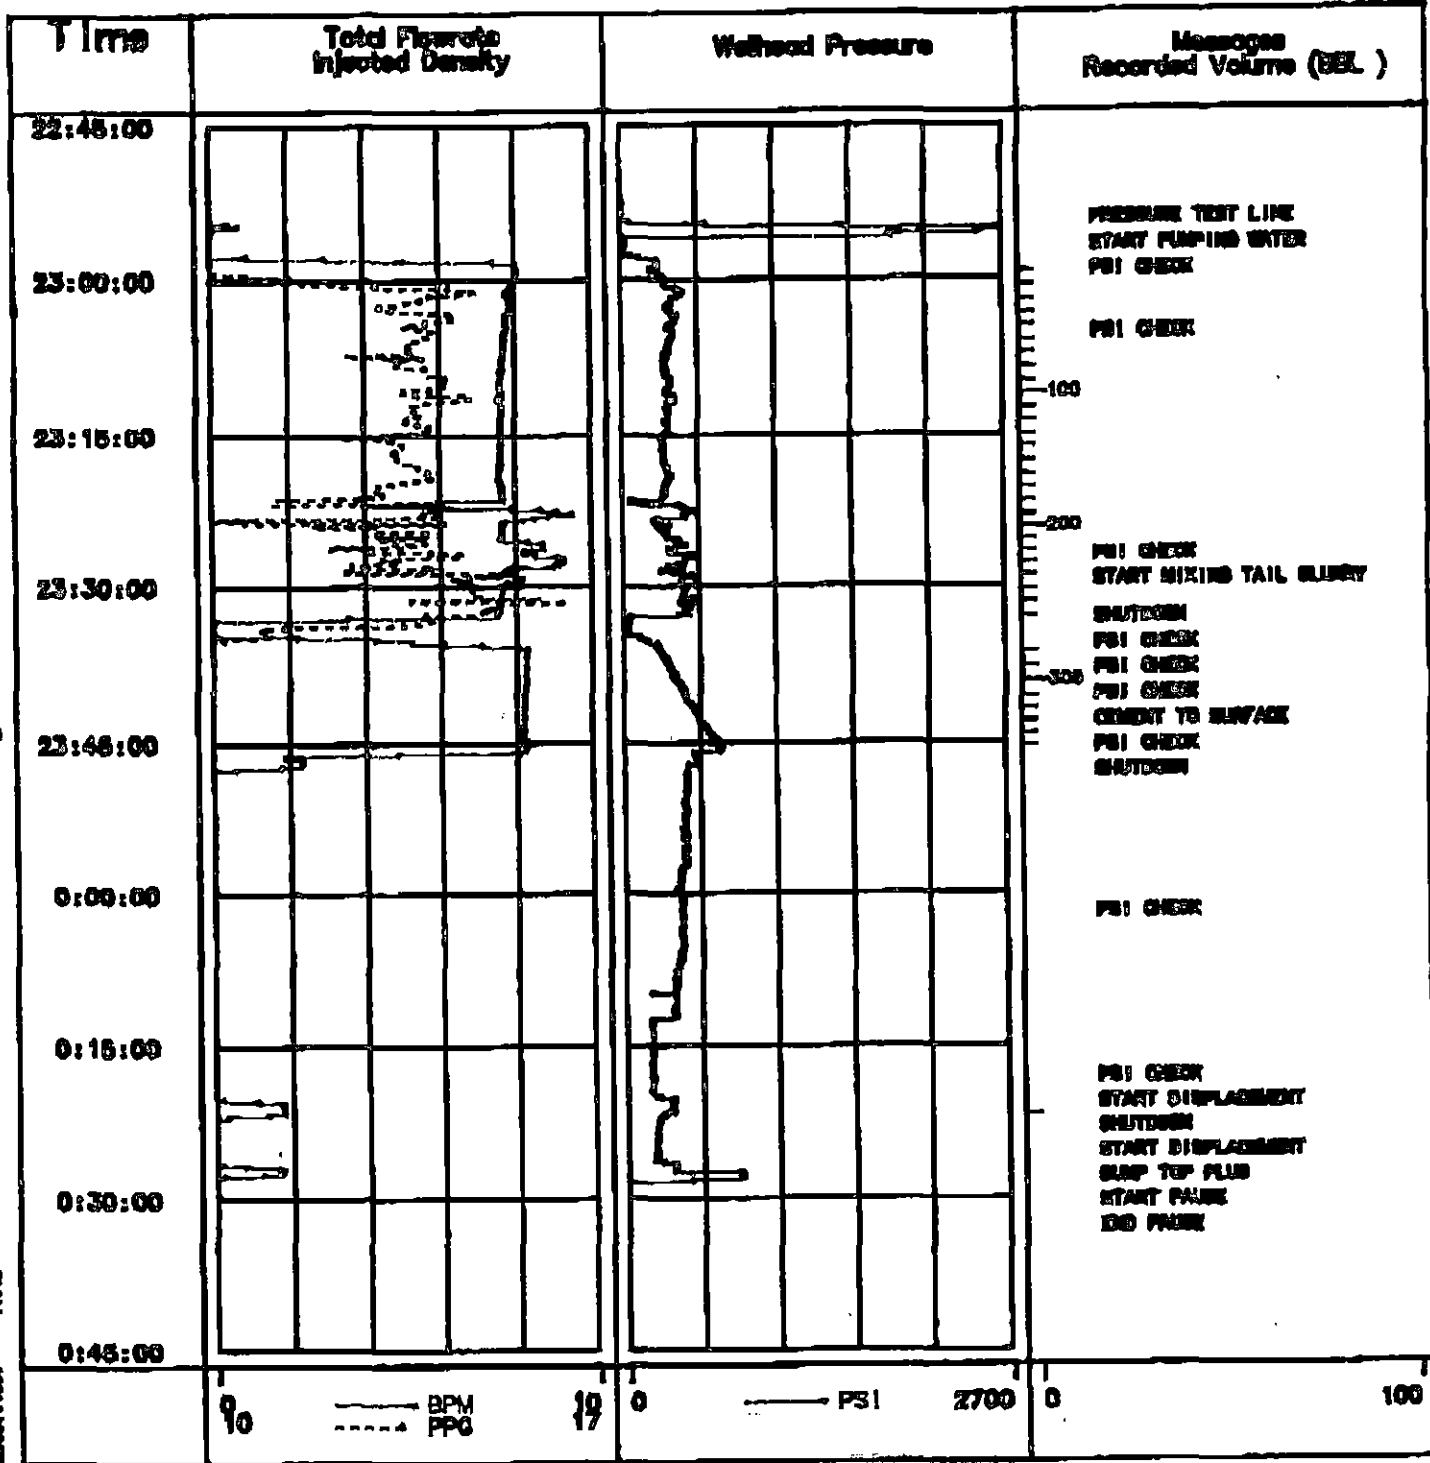 Time
Total Flowrate
Injected Density
Wellhead Pressure
Messages
Recorded Volume (BBL )
22:45:00
PRESSURE TEST LINE
START PUMPING WATER
PSI CHECK
23:00:00
PSI CHECK
100
23:15:00
200
PSI CHECK
START MIXING TAIL SLURRY
23:30:00
SHUTDOWN
PSI CHECK
PSI CHECK
300
PSI CHECK
CEMENT TO SURFACE
23:45:00
PSI CHECK
SHUTDOWN
0:00:00
PSI CHECK
0:15:00
PSI CHECK
START DISPLACEMENT
SHUTDOWN
START DISPLACEMENT
BUMP TOP PLUG
0:30:00
START PAUSE
END PAUSE
0:45:00
0 BPM 10
10 PPG 17
0 PSI 2700
0 100